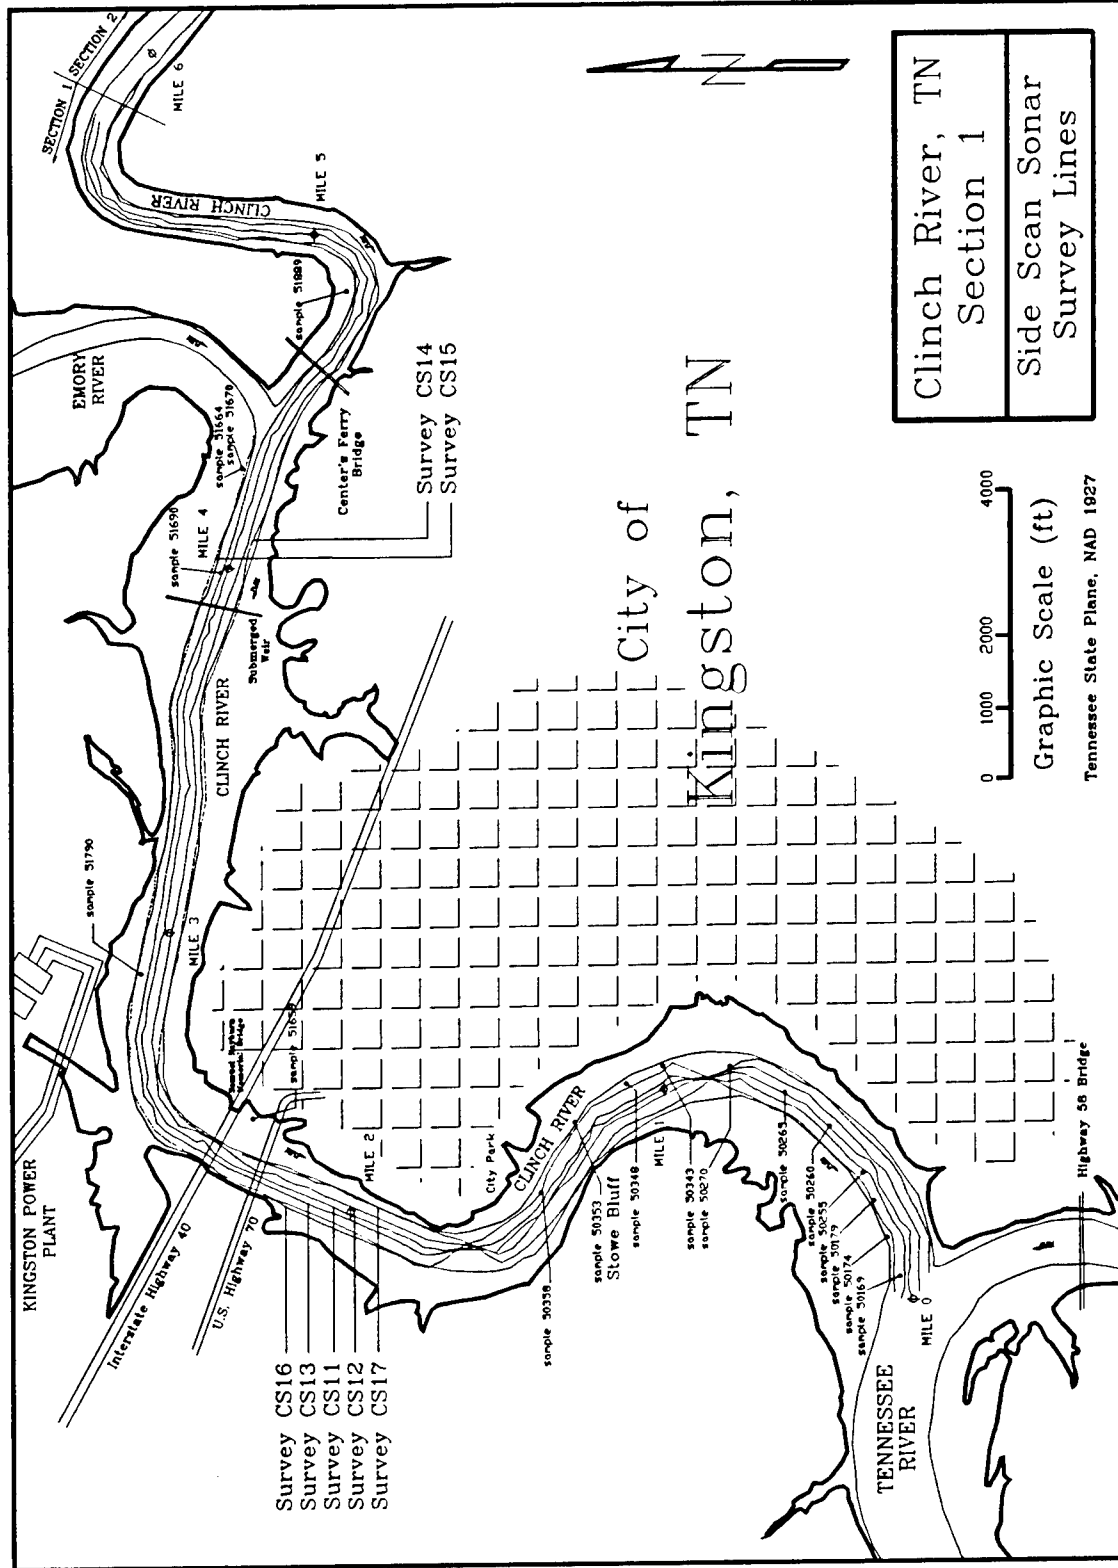 Clinch River, TN
Section 1
Side Scan Sonar
Survey Lines
N
KINGSTON POWER
PLANT
Interstate Highway 40
U.S. Highway 70
Survey CS16
Survey CS13
Survey CS11
Survey CS12
Survey CS17
Memorial Bridge
sample 51790
MILE 3
CLINCH RIVER
Submerged
Weir
sample 51690
MILE 4
sample 51664
sample 51670
EMORY
RIVER
Center's Ferry
Bridge
Survey CS14
Survey CS15
sample 51889
MILE 5
CLINCH RIVER
MILE 6
SECTION 1
SECTION 2
MILE 2
City Park
CLINCH RIVER
sample 50358
sample 50353
Stowe Bluff
sample 50348
MILE 1
sample 50343
sample 50270
sample 50265
sample 50260
sample 50255
sample 50179
sample 50174
sample 50169
MILE 0
TENNESSEE
RIVER
Highway 58 Bridge
City of
Kingston, TN
0 1000 2000 4000
Graphic Scale (ft)
Tennessee State Plane, NAD 1927